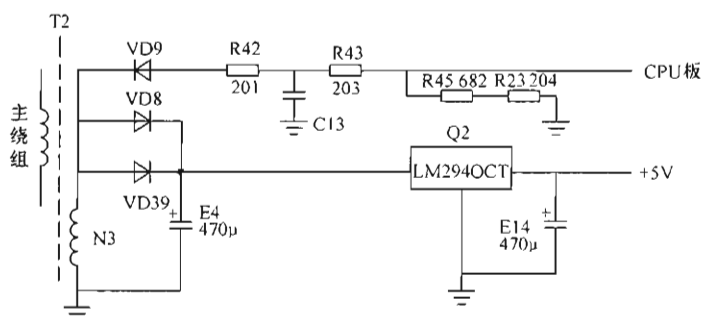 T2
VD9
R42
R43
201
203
C13
R45 682
R23 204
CPU板
主绕组
VD8
Q2
LM294OCT
+5V
VD39
+
E4
470μ
+
E14
470μ
N3